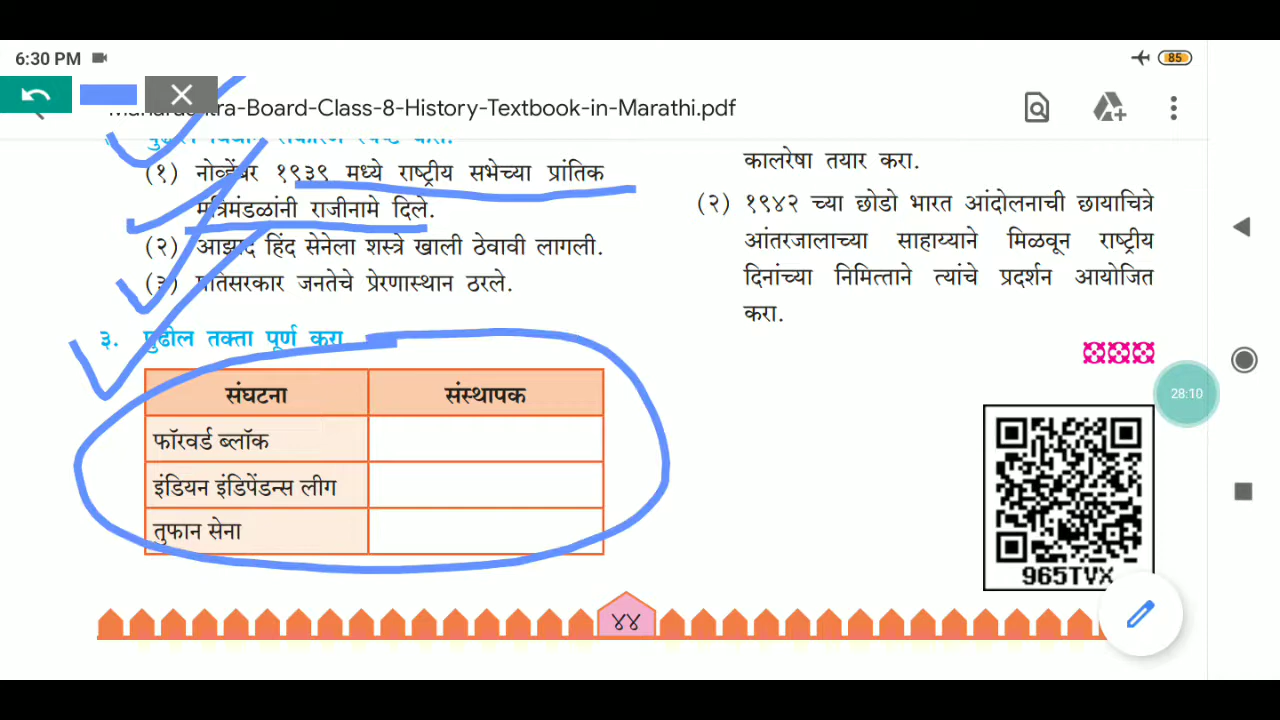 6:30 PM
85
Maharashtra-Board-Class-8-History-Textbook-in-Marathi.pdf
(१) नोव्हेंबर १९३९ मध्ये राष्ट्रीय सभेच्या प्रांतिक
मंत्रिमंडळांनी राजीनामे दिले.
(२) आझाद हिंद सेनेला शस्त्रे खाली ठेवावी लागली.
(३) प्रतिसरकार जनतेचे प्रेरणास्थान ठरले.
३. पुढील तक्ता पूर्ण करा
संघटना संस्थापक
फॉरवर्ड ब्लॉक
इंडियन इंडिपेंडन्स लीग
तुफान सेना
कालरेषा तयार करा.
(२) १९४२ च्या छोडो भारत आंदोलनाची छायाचित्रे
आंतरजालाच्या साहाय्याने मिळवून राष्ट्रीय
दिनांच्या निमित्ताने त्यांचे प्रदर्शन आयोजित
करा.
28:10
965TVX
४४